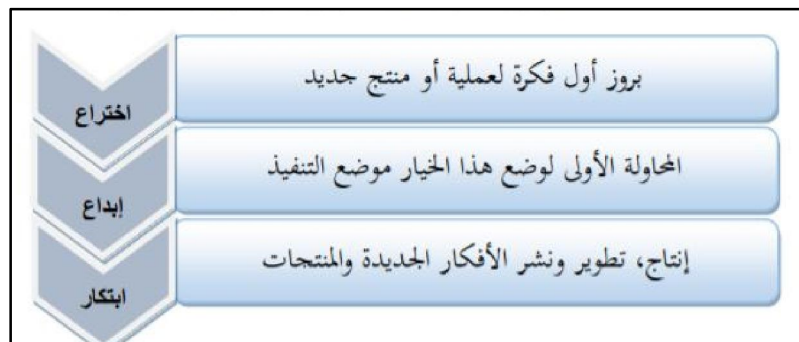 بروز أول فكرة لعملية أو منتج جديد
اختراع
المحاولة الأولى لوضع هذا الخيار موضع التنفيذ
إبداع
إنتاج، تطوير ونشر الأفكار الجديدة والمنتجات
ابتكار